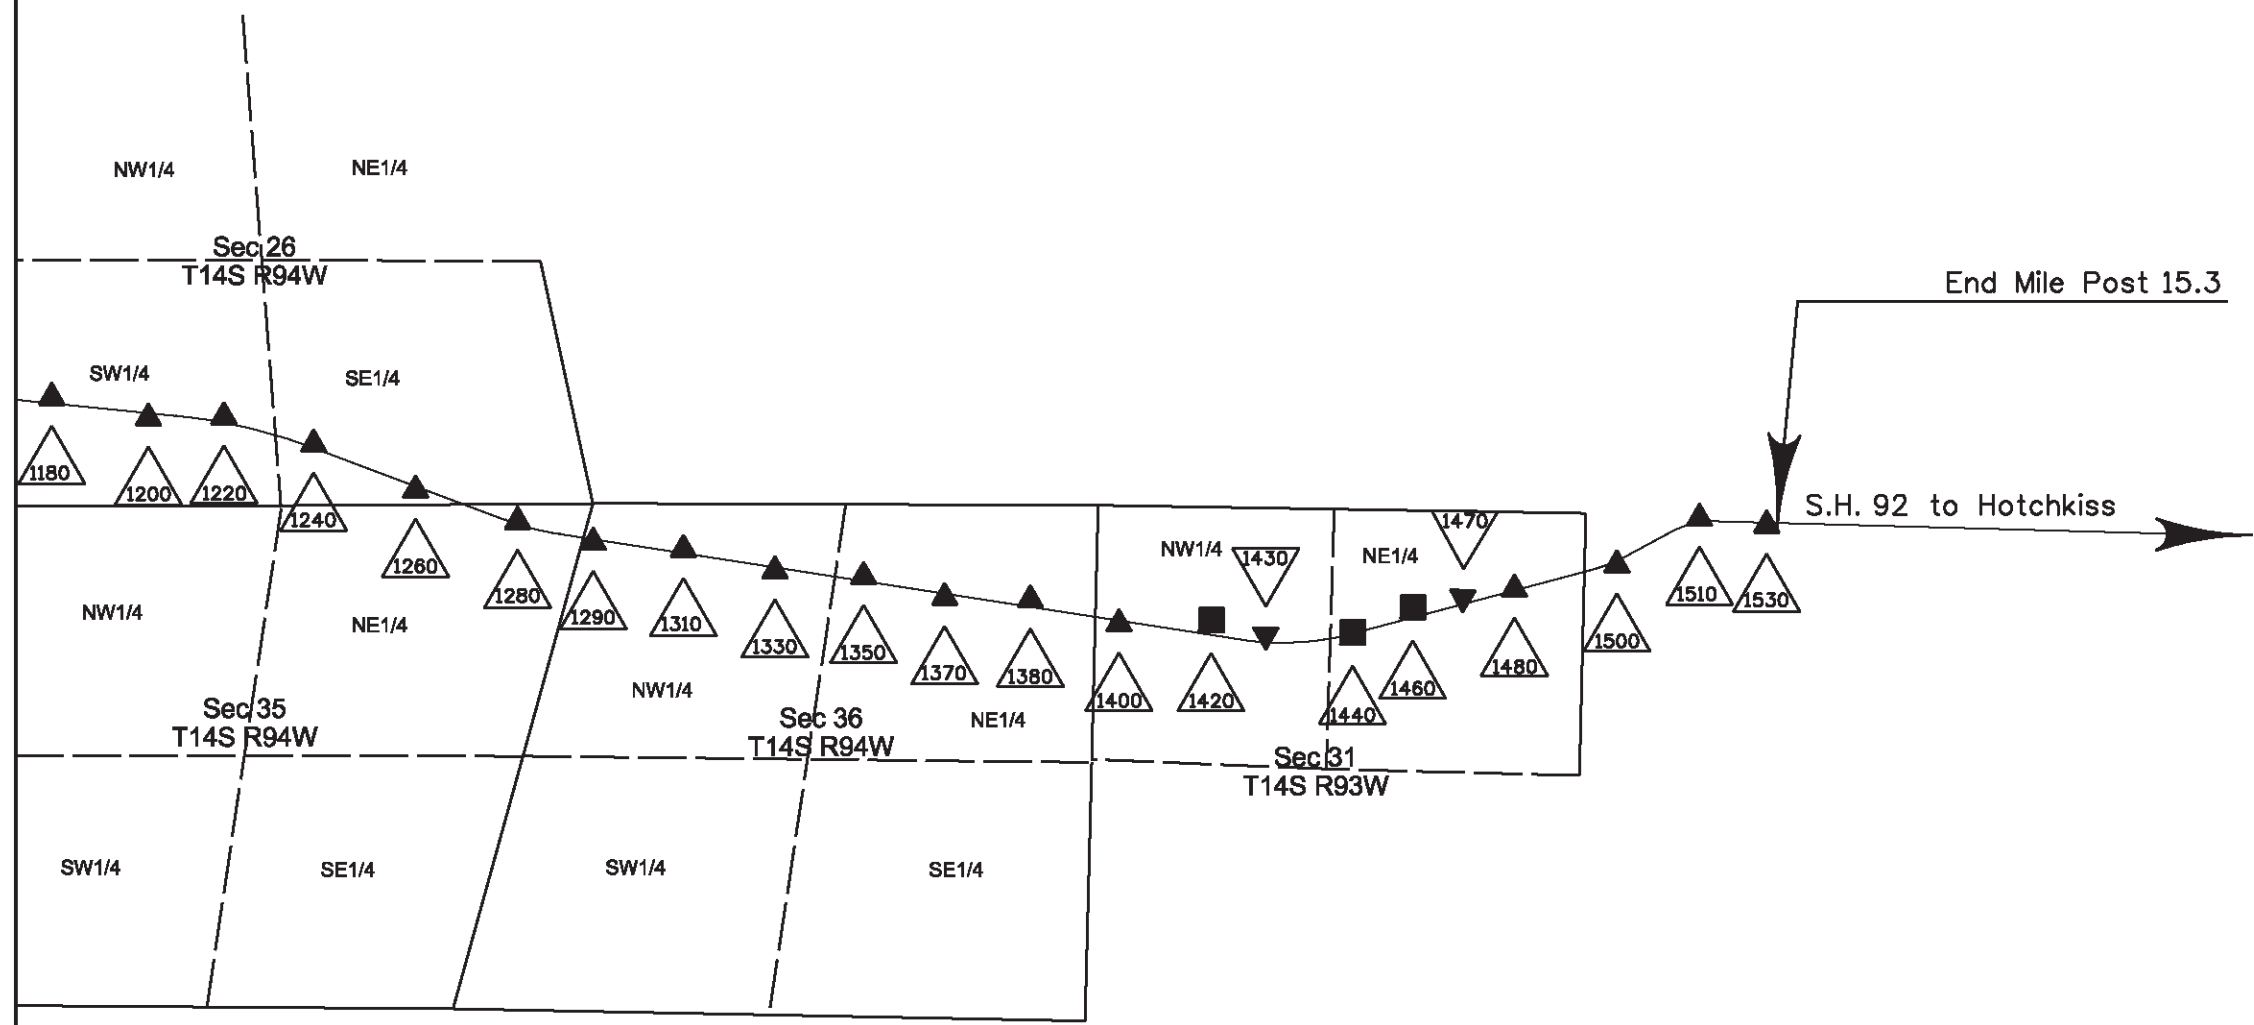 NW1/4
NE1/4
Sec 26
T14S R94W
End Mile Post 15.3
SW1/4
SE1/4
1180
1200
1220
1240
1260
1280
1290
1310
1330
1350
1370
1380
1400
1420
1430
1440
1460
1470
1480
1500
1510
1530
S.H. 92 to Hotchkiss
NW1/4
NE1/4
NW1/4
NE1/4
NW1/4
NE1/4
Sec 35
T14S R94W
Sec 36
T14S R94W
Sec 31
T14S R93W
SW1/4
SE1/4
SW1/4
SE1/4